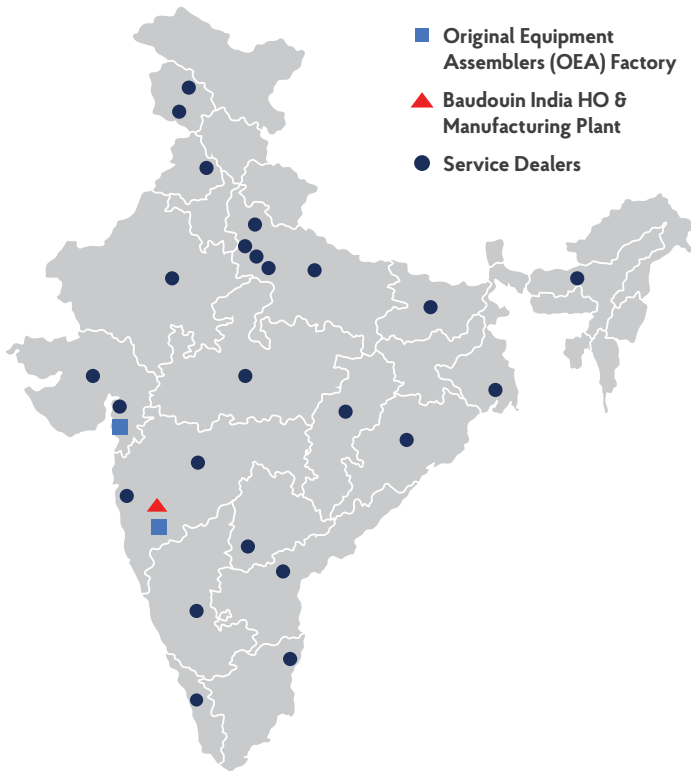 Original Equipment
Assemblers (OEA) Factory
Baudouin India HO &
Manufacturing Plant
Service Dealers